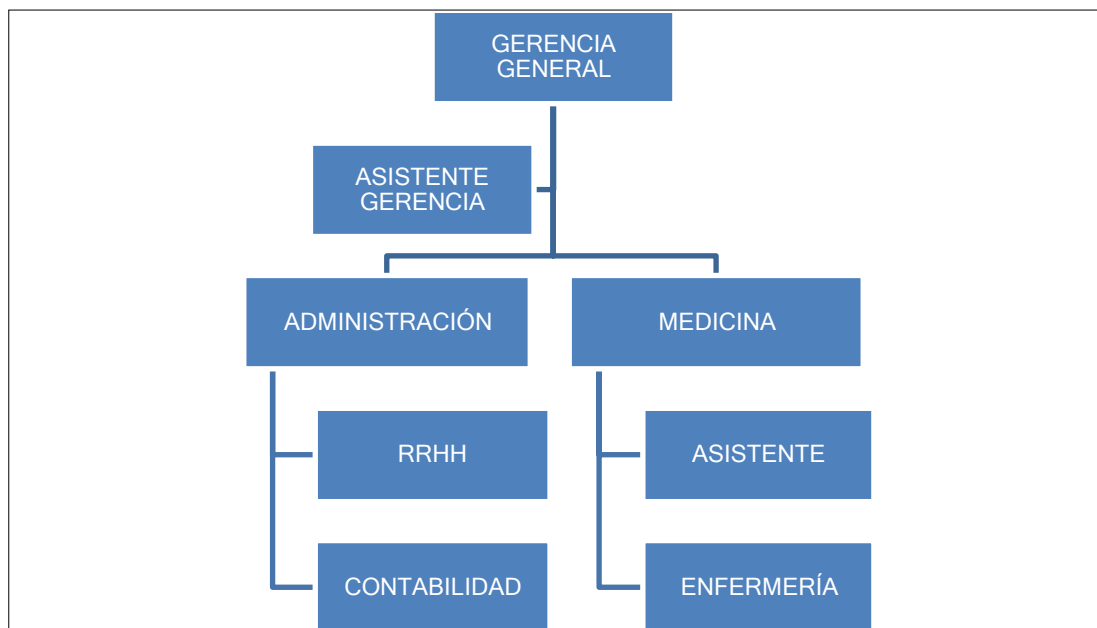 GERENCIA
GENERAL
ASISTENTE
GERENCIA
ADMINISTRACIÓN
MEDICINA
RRHH
ASISTENTE
CONTABILIDAD
ENFERMERÍA